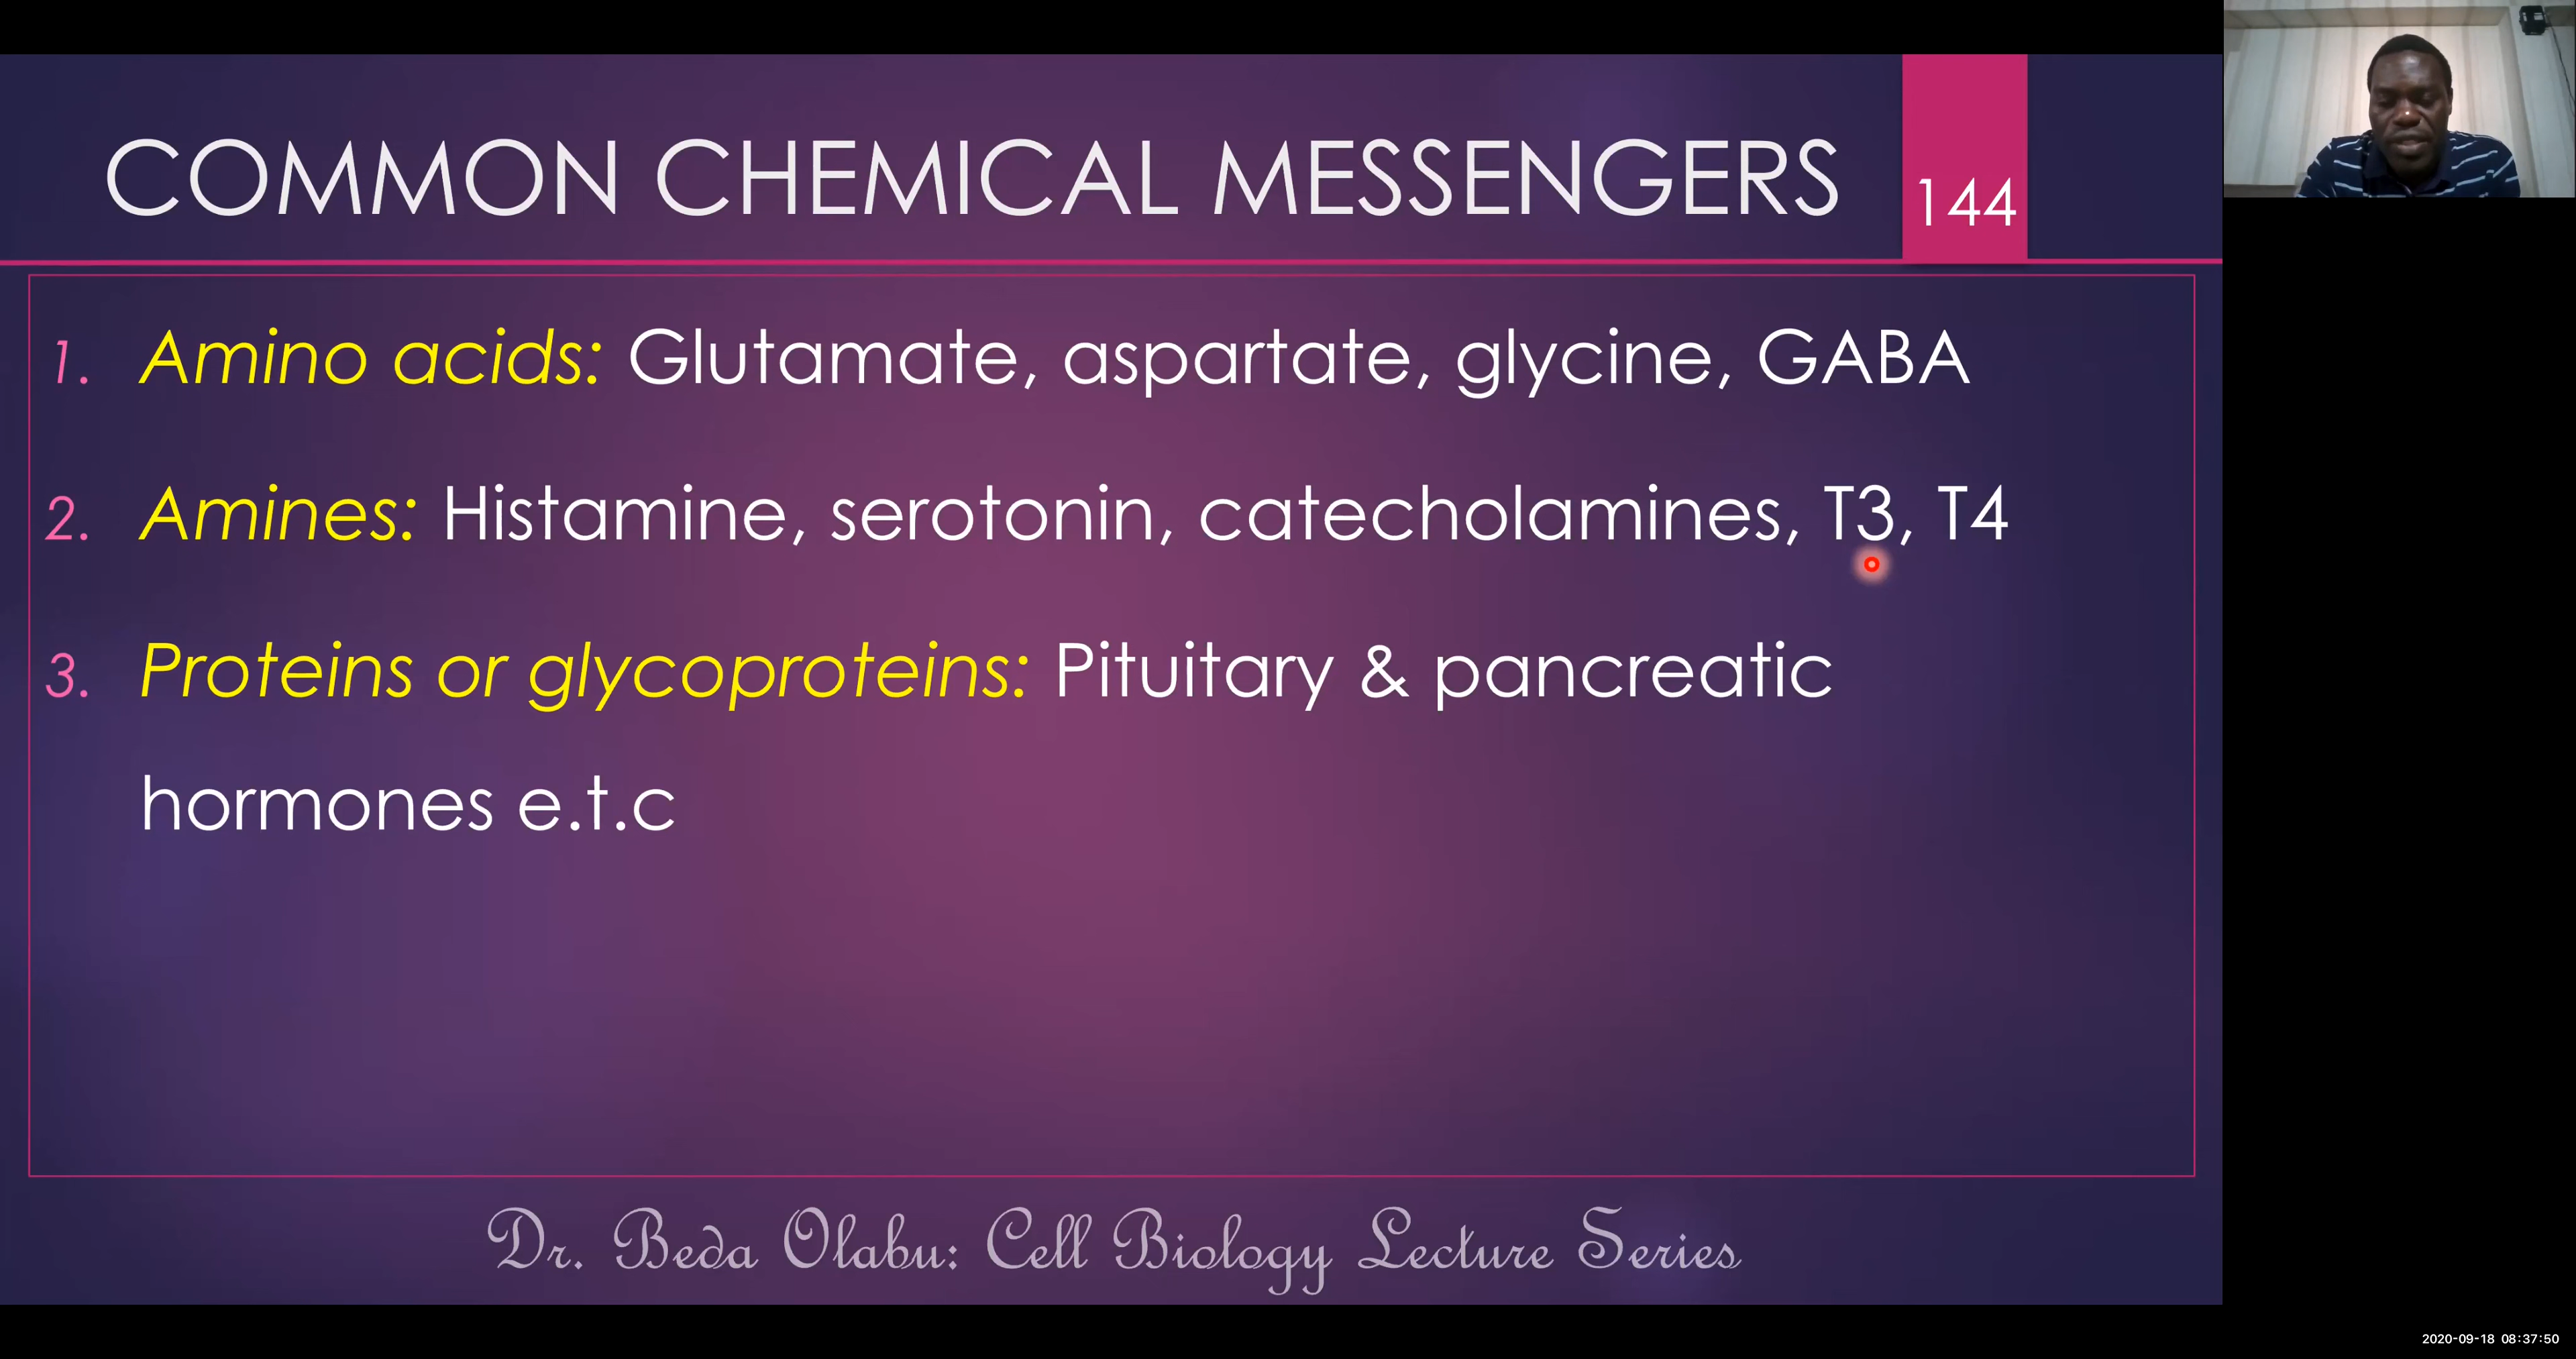 COMMON CHEMICAL MESSENGERS
144
1. Amino acids: Glutamate, aspartate, glycine, GABA
2. Amines: Histamine, serotonin, catecholamines, T3, T4
3. Proteins or glycoproteins: Pituitary & pancreatic
hormones e.t.c
Dr. Beda Olabu: Cell Biology Lecture Series
2020-09-18 08:37:50